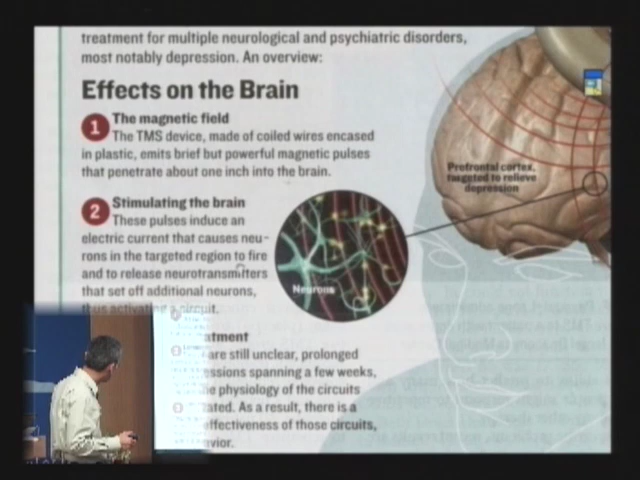 treatment for multiple neurological and psychiatric disorders,
most notably depression. An overview:
Effects on the Brain
1 The magnetic field
The TMS device, made of coiled wires encased
in plastic, emits brief but powerful magnetic pulses
that penetrate about one inch into the brain.
2 Stimulating the brain
These pulses induce an
electric current that causes neu-
rons in the targeted region to fire
and to release neurotransmitters
that set off additional neurons,
thus activating a circuit.
Neurons
Prefrontal cortex,
targeted to relieve
depression
atment
are still unclear, prolonged
essions spanning a few weeks,
e physiology of the circuits
ated. As a result, there is a
effectiveness of those circuits,
vior.